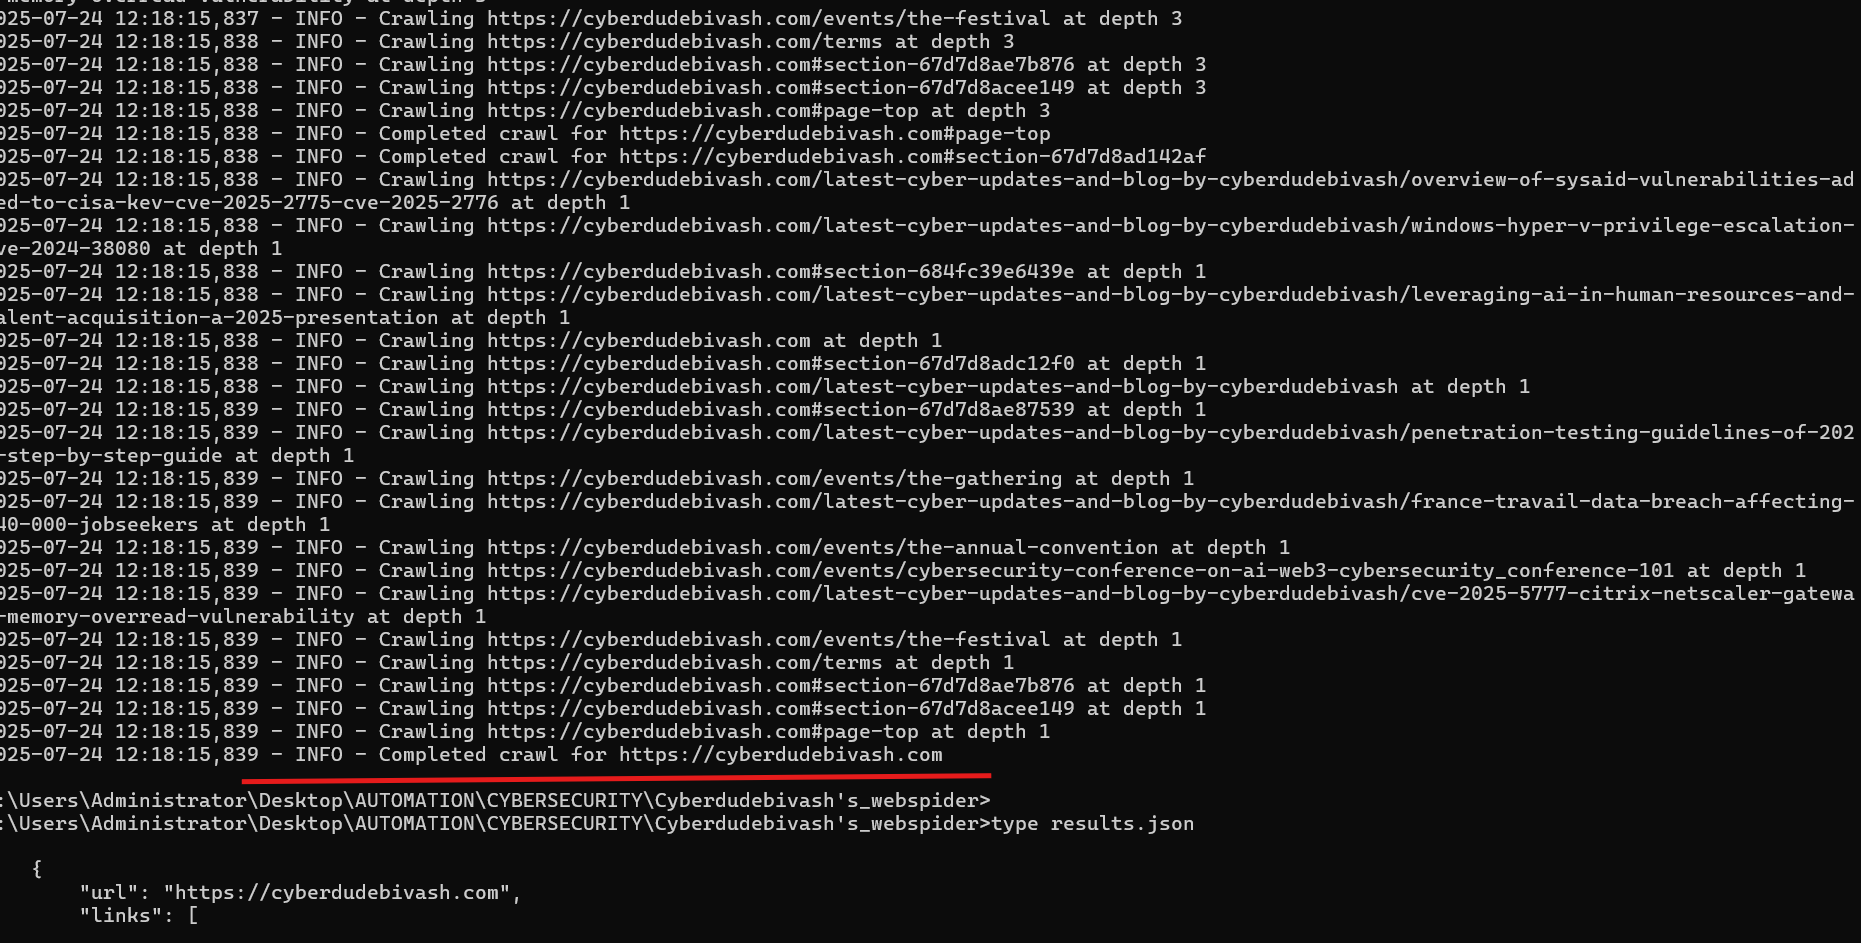 -memory-overread-vulnerability at depth 3
025-07-24 12:18:15,837 - INFO - Crawling https://cyberdudebivash.com/events/the-festival at depth 3
025-07-24 12:18:15,838 - INFO - Crawling https://cyberdudebivash.com/terms at depth 3
025-07-24 12:18:15,838 - INFO - Crawling https://cyberdudebivash.com#section-67d7d8ae7b876 at depth 3
025-07-24 12:18:15,838 - INFO - Crawling https://cyberdudebivash.com#section-67d7d8acee149 at depth 3
025-07-24 12:18:15,838 - INFO - Crawling https://cyberdudebivash.com#page-top at depth 3
025-07-24 12:18:15,838 - INFO - Completed crawl for https://cyberdudebivash.com#page-top
025-07-24 12:18:15,838 - INFO - Completed crawl for https://cyberdudebivash.com#section-67d7d8ad142af
025-07-24 12:18:15,838 - INFO - Crawling https://cyberdudebivash.com/latest-cyber-updates-and-blog-by-cyberdudebivash/overview-of-sysaid-vulnerabilities-ad
ed-to-cisa-kev-cve-2025-2775-cve-2025-2776 at depth 1
025-07-24 12:18:15,838 - INFO - Crawling https://cyberdudebivash.com/latest-cyber-updates-and-blog-by-cyberdudebivash/windows-hyper-v-privilege-escalation-
ve-2024-38080 at depth 1
025-07-24 12:18:15,838 - INFO - Crawling https://cyberdudebivash.com#section-684fc39e6439e at depth 1
025-07-24 12:18:15,838 - INFO - Crawling https://cyberdudebivash.com/latest-cyber-updates-and-blog-by-cyberdudebivash/leveraging-ai-in-human-resources-and-
alent-acquisition-a-2025-presentation at depth 1
025-07-24 12:18:15,838 - INFO - Crawling https://cyberdudebivash.com at depth 1
025-07-24 12:18:15,838 - INFO - Crawling https://cyberdudebivash.com#section-67d7d8adc12f0 at depth 1
025-07-24 12:18:15,838 - INFO - Crawling https://cyberdudebivash.com/latest-cyber-updates-and-blog-by-cyberdudebivash at depth 1
025-07-24 12:18:15,839 - INFO - Crawling https://cyberdudebivash.com#section-67d7d8ae87539 at depth 1
025-07-24 12:18:15,839 - INFO - Crawling https://cyberdudebivash.com/latest-cyber-updates-and-blog-by-cyberdudebivash/penetration-testing-guidelines-of-202
-step-by-step-guide at depth 1
025-07-24 12:18:15,839 - INFO - Crawling https://cyberdudebivash.com/events/the-gathering at depth 1
025-07-24 12:18:15,839 - INFO - Crawling https://cyberdudebivash.com/latest-cyber-updates-and-blog-by-cyberdudebivash/france-travail-data-breach-affecting-
40-000-jobseekers at depth 1
025-07-24 12:18:15,839 - INFO - Crawling https://cyberdudebivash.com/events/the-annual-convention at depth 1
025-07-24 12:18:15,839 - INFO - Crawling https://cyberdudebivash.com/events/cybersecurity-conference-on-ai-web3-cybersecurity_conference-101 at depth 1
025-07-24 12:18:15,839 - INFO - Crawling https://cyberdudebivash.com/latest-cyber-updates-and-blog-by-cyberdudebivash/cve-2025-5777-citrix-netscaler-gatewa
-memory-overread-vulnerability at depth 1
025-07-24 12:18:15,839 - INFO - Crawling https://cyberdudebivash.com/events/the-festival at depth 1
025-07-24 12:18:15,839 - INFO - Crawling https://cyberdudebivash.com/terms at depth 1
025-07-24 12:18:15,839 - INFO - Crawling https://cyberdudebivash.com#section-67d7d8ae7b876 at depth 1
025-07-24 12:18:15,839 - INFO - Crawling https://cyberdudebivash.com#section-67d7d8acee149 at depth 1
025-07-24 12:18:15,839 - INFO - Crawling https://cyberdudebivash.com#page-top at depth 1
025-07-24 12:18:15,839 - INFO - Completed crawl for https://cyberdudebivash.com
:\Users\Administrator\Desktop\AUTOMATION\CYBERSECURITY\Cyberdudebivash's_webspider>
:\Users\Administrator\Desktop\AUTOMATION\CYBERSECURITY\Cyberdudebivash's_webspider>type results.json
{
"url": "https://cyberdudebivash.com",
"links": [